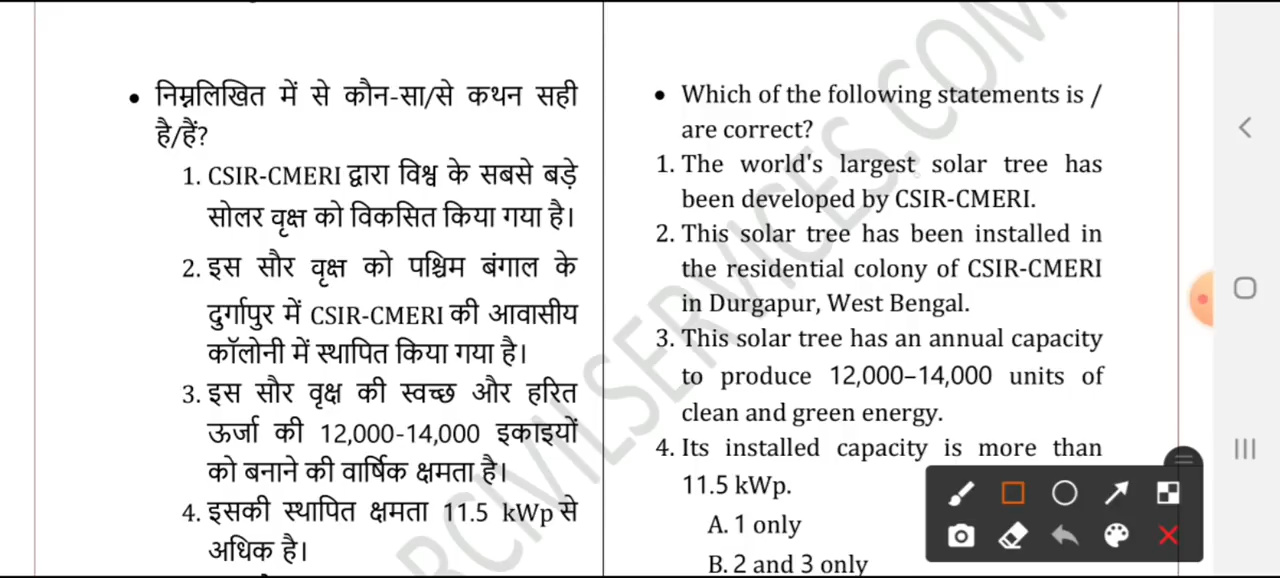 • निम्नलिखित में से कौन-सा/से कथन सही
है/हैं?
1. CSIR-CMERI द्वारा विश्व के सबसे बड़े
सोलर वृक्ष को विकसित किया गया है।
2. इस सौर वृक्ष को पश्चिम बंगाल के
दुर्गापुर में CSIR-CMERI की आवासीय
कॉलोनी में स्थापित किया गया है।
3. इस सौर वृक्ष की स्वच्छ और हरित
ऊर्जा की 12,000-14,000 इकाइयों
को बनाने की वार्षिक क्षमता है।
4. इसकी स्थापित क्षमता 11.5 kWp से
अधिक है।
• Which of the following statements is /
are correct?
1. The world's largest solar tree has
been developed by CSIR-CMERI.
2. This solar tree has been installed in
the residential colony of CSIR-CMERI
in Durgapur, West Bengal.
3. This solar tree has an annual capacity
to produce 12,000–14,000 units of
clean and green energy.
4. Its installed capacity is more than
11.5 kWp.
A. 1 only
B. 2 and 3 only
RCIVILSERVICES.COM